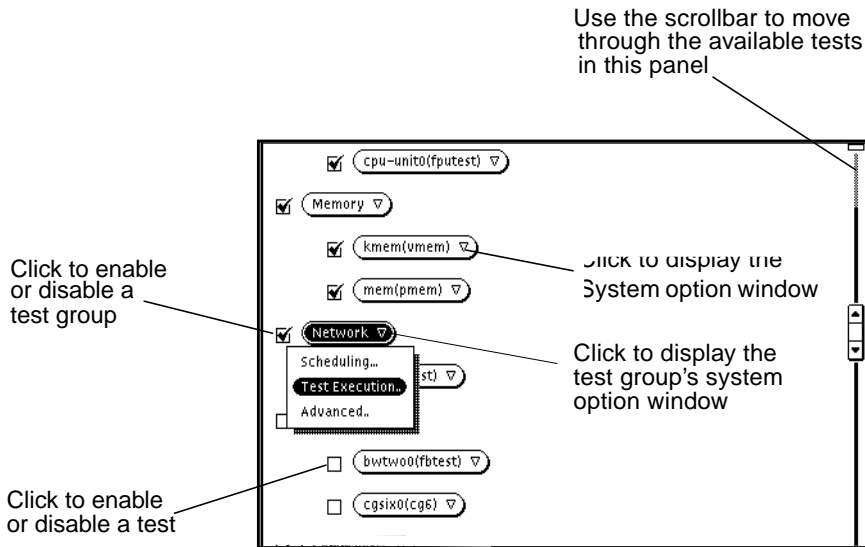 Use the scrollbar to move
through the available tests
in this panel
cpu-unit0(fputest)
Memory
kmem(vmem)
Click to display the
System option window
mem(pmem)
Click to enable
or disable a
test group
Network
Scheduling...
Test Execution..
Advanced..
st)
Click to display the
test group's system
option window
bwtwo0(fbtest)
cgsix0(cg6)
Click to enable
or disable a test